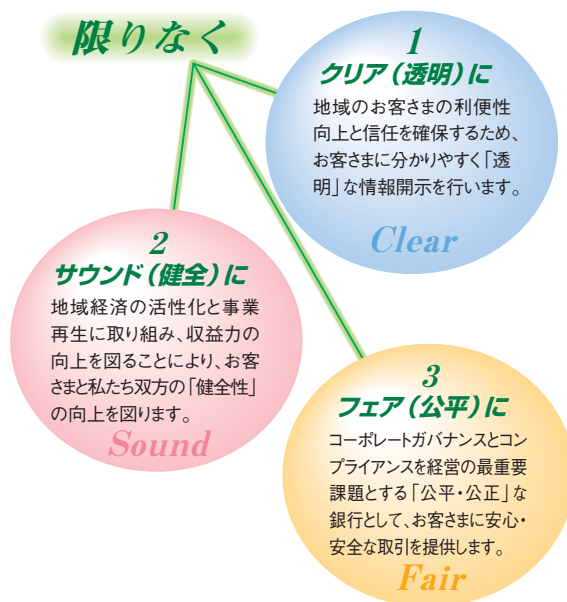 限りなく
1
クリア（透明）に
地域のお客さまの利便性
向上と信任を確保するため、
お客さまに分かりやすく「透
明」な情報開示を行います。
Clear
2
サウンド（健全）に
地域経済の活性化と事業
再生に取り組み、収益力の
向上を図ることにより、お客
さまと私たち双方の「健全性」
の向上を図ります。
Sound
3
フェア（公平）に
コーポレートガバナンスとコン
プライアンスを経営の最重要
課題とする「公平・公正」な
銀行として、お客さまに安心・
安全な取引を提供します。
Fair